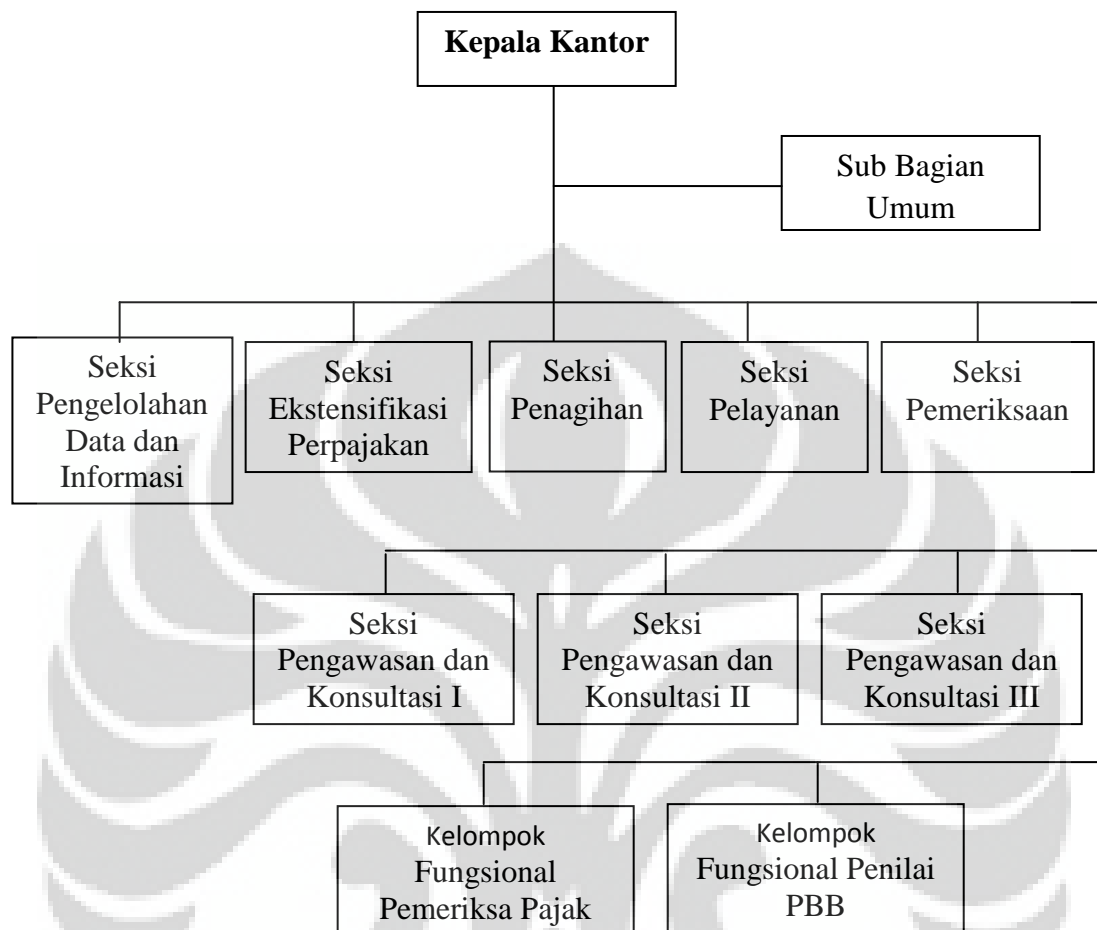 Kepala Kantor
Sub Bagian
Umum
Seksi
Pengelolahan
Data dan
Informasi
Seksi
Ekstensifikasi
Perpajakan
Seksi
Penagihan
Seksi
Pelayanan
Seksi
Pemeriksaan
Seksi
Pengawasan dan
Konsultasi I
Seksi
Pengawasan dan
Konsultasi II
Seksi
Pengawasan dan
Konsultasi III
Kelompok
Fungsional
Pemeriksa Pajak
Kelompok
Fungsional Penilai
PBB